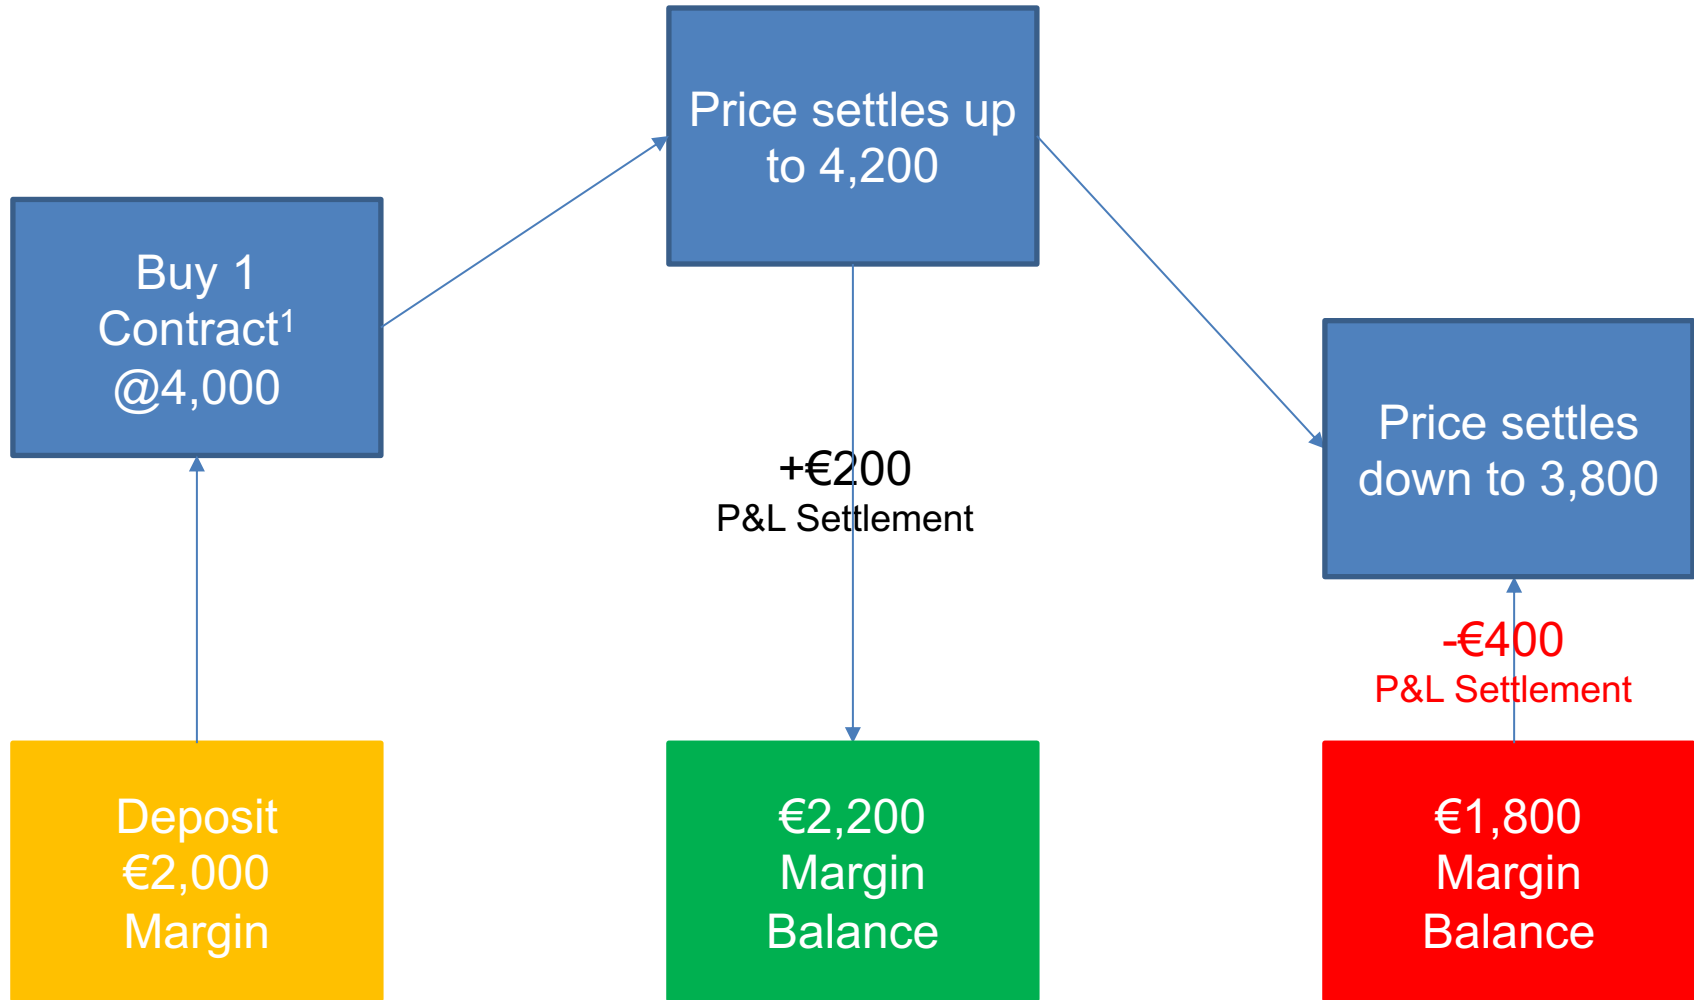 Price settles up
to 4,200
Buy 1
Contract¹
@4,000
Price settles
down to 3,800
+€200
P&L Settlement
-€400
P&L Settlement
Deposit
€2,000
Margin
€2,200
Margin
Balance
€1,800
Margin
Balance